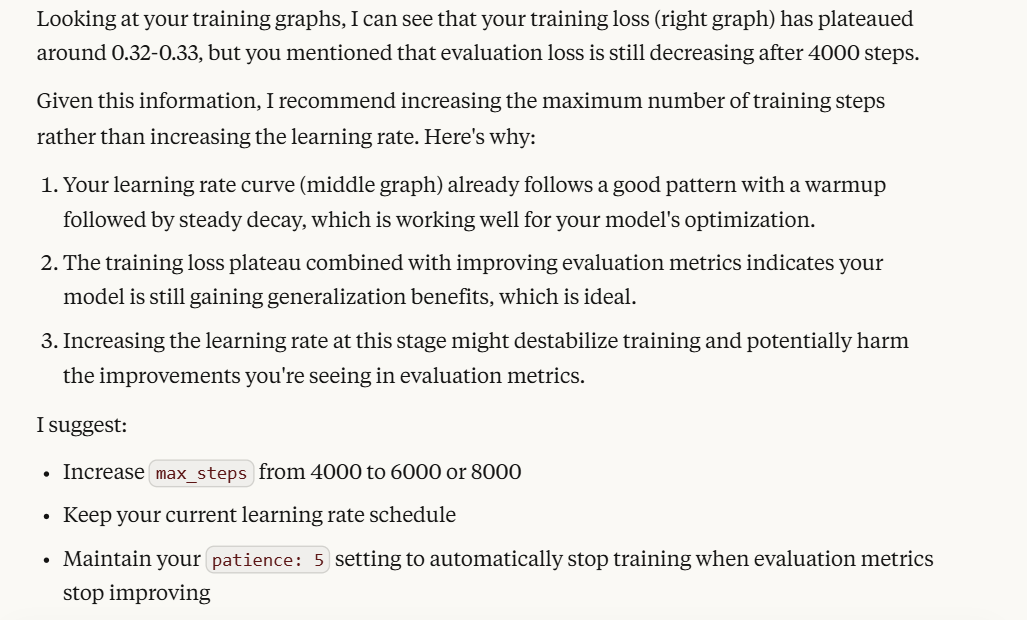 Looking at your training graphs, I can see that your training loss (right graph) has plateaued
around 0.32-0.33, but you mentioned that evaluation loss is still decreasing after 4000 steps.
Given this information, I recommend increasing the maximum number of training steps
rather than increasing the learning rate. Here's why:
1. Your learning rate curve (middle graph) already follows a good pattern with a warmup
followed by steady decay, which is working well for your model's optimization.
2. The training loss plateau combined with improving evaluation metrics indicates your
model is still gaining generalization benefits, which is ideal.
3. Increasing the learning rate at this stage might destabilize training and potentially harm
the improvements you're seeing in evaluation metrics.
I suggest:
• Increase max_steps from 4000 to 6000 or 8000
• Keep your current learning rate schedule
• Maintain your patience: 5 setting to automatically stop training when evaluation metrics
stop improving